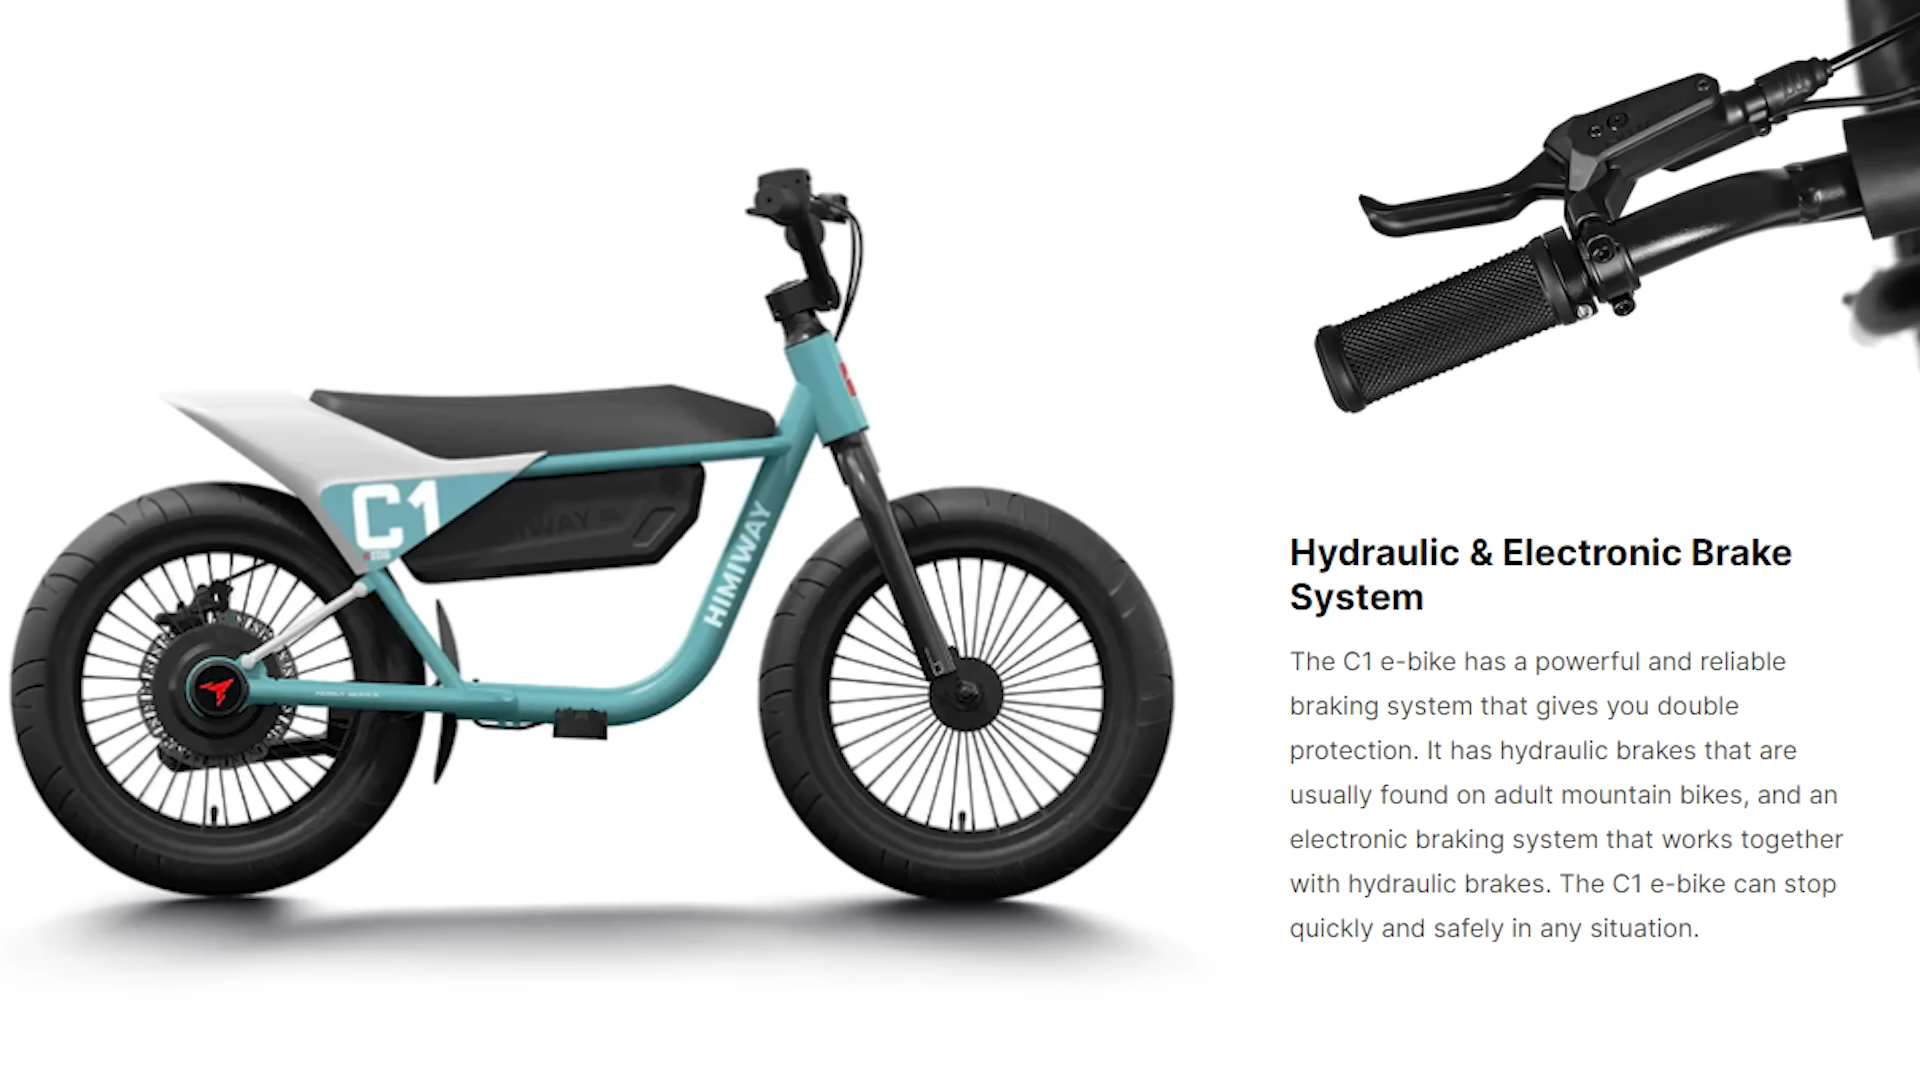 C1
HIMIWAY
Hydraulic & Electronic Brake
System
The C1 e-bike has a powerful and reliable
braking system that gives you double
protection. It has hydraulic brakes that are
usually found on adult mountain bikes, and an
electronic braking system that works together
with hydraulic brakes. The C1 e-bike can stop
quickly and safely in any situation.